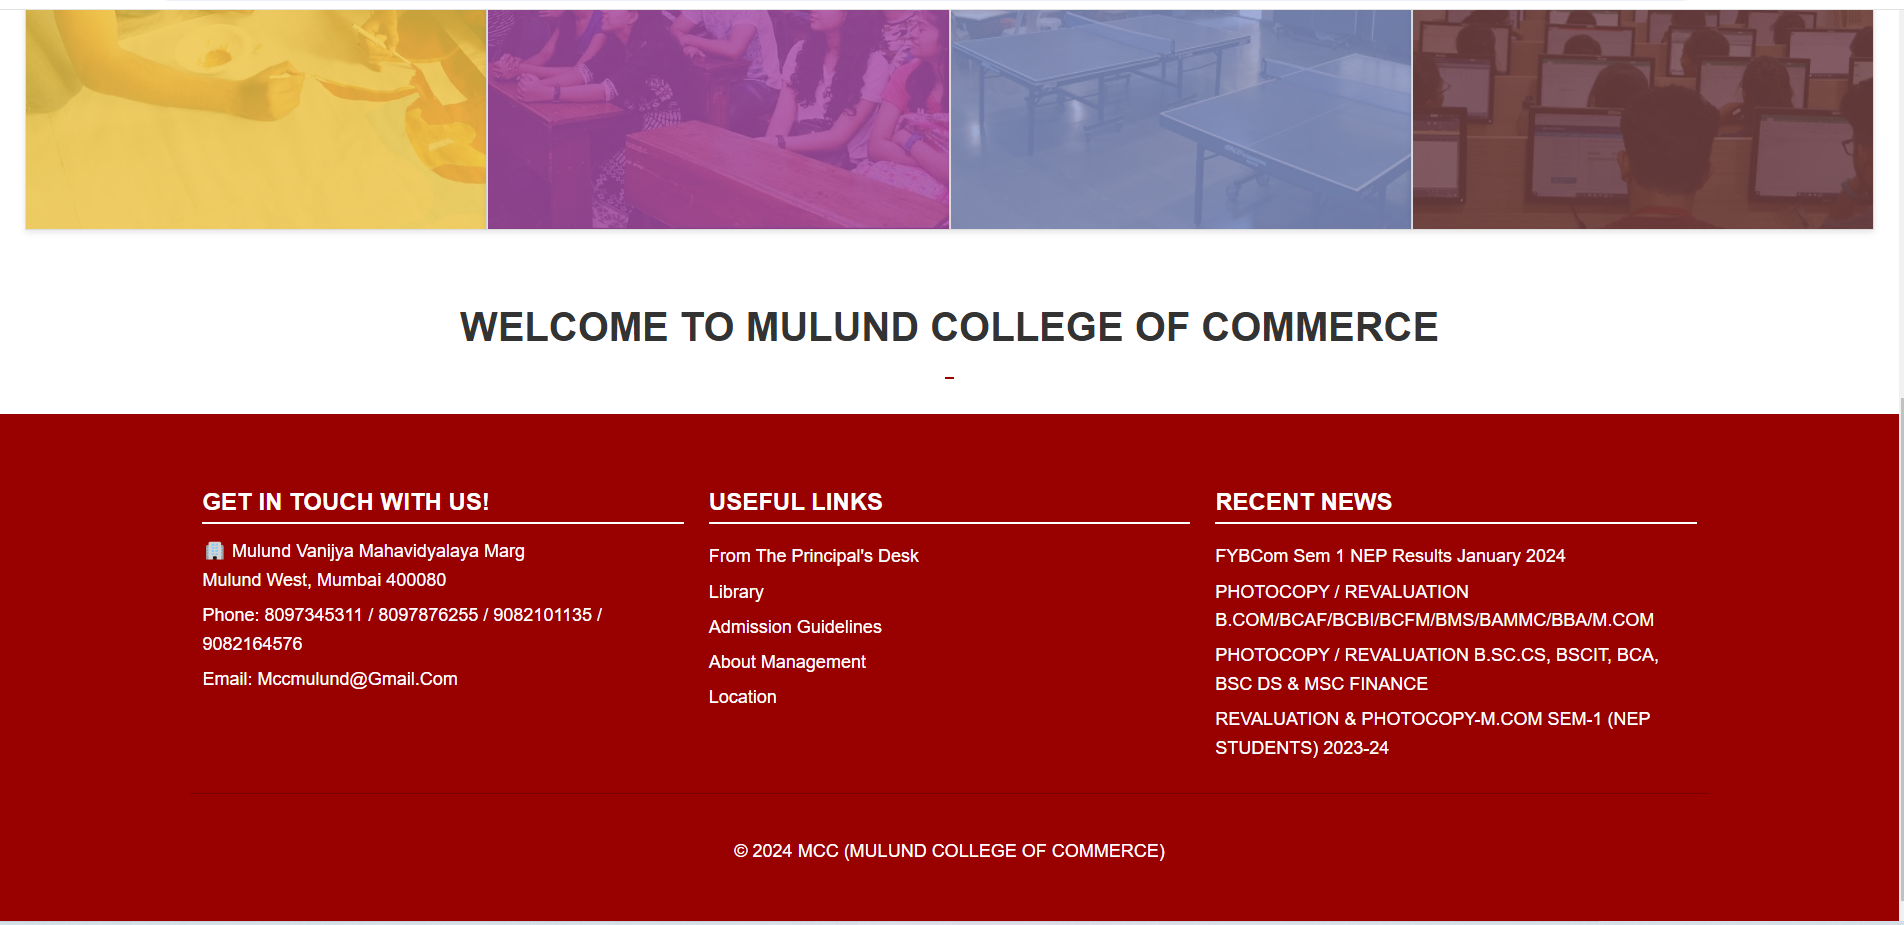 WELCOME TO MULUND COLLEGE OF COMMERCE
GET IN TOUCH WITH US!
Mulund Vanijya Mahavidyalaya Marg
Mulund West, Mumbai 400080
Phone: 8097345311 / 8097876255 / 9082101135 /
9082164576
Email: Mccmulund@Gmail.Com
USEFUL LINKS
From The Principal's Desk
Library
Admission Guidelines
About Management
Location
RECENT NEWS
FYBCom Sem 1 NEP Results January 2024
PHOTOCOPY / REVALUATION
B.COM/BCAF/BCBI/BCFM/BMS/BAMMC/BBA/M.COM
PHOTOCOPY / REVALUATION B.SC.CS, BSCIT, BCA,
BSC DS & MSC FINANCE
REVALUATION & PHOTOCOPY-M.COM SEM-1 (NEP
STUDENTS) 2023-24
© 2024 MCC (MULUND COLLEGE OF COMMERCE)